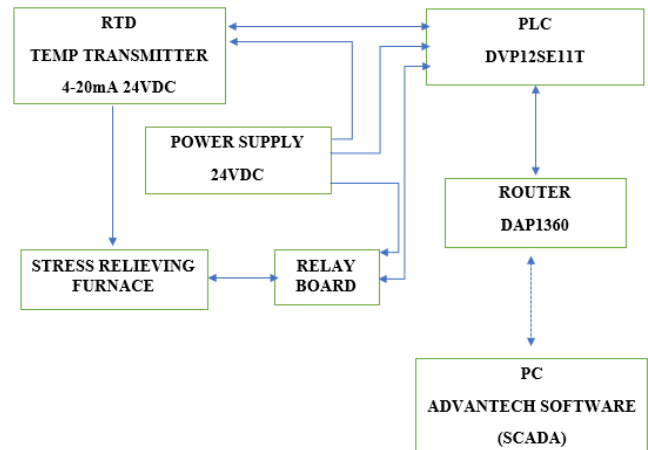 RTD
TEMP TRANSMITTER
4-20mA 24VDC
PLC
DVP12SE11T
POWER SUPPLY
24VDC
ROUTER
DAP1360
STRESS RELIEVING
FURNACE
RELAY
BOARD
PC
ADVANTECH SOFTWARE
(SCADA)